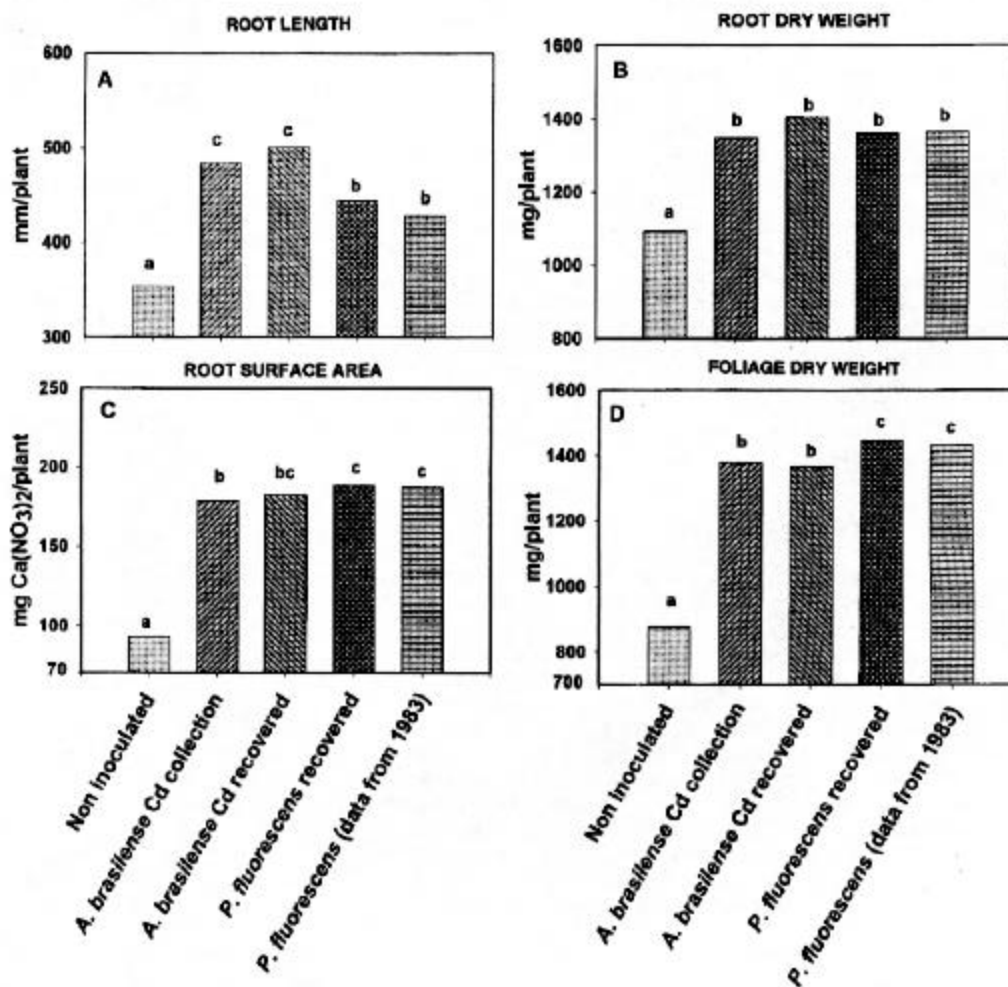 ROOT LENGTH
600
A
500
400
300
mm/plant
a
c
c
b
b
ROOT DRY WEIGHT
1600
B
1400
1200
1000
800
mg/plant
a
b
b
b
b
ROOT SURFACE AREA
250
C
200
150
100
70
mg Ca(NO3)2/plant
a
b
bc
c
c
FOLIAGE DRY WEIGHT
1600
D
1400
1200
1000
800
700
mg/plant
a
b
b
c
c
Non inoculated
A. brasilense Cd collection
A. brasilense Cd recovered
P. fluorescens recovered
P. fluorescens (data from 1983)
Non inoculated
A. brasilense Cd collection
A. brasilense Cd recovered
P. fluorescens recovered
P. fluorescens (data from 1983)